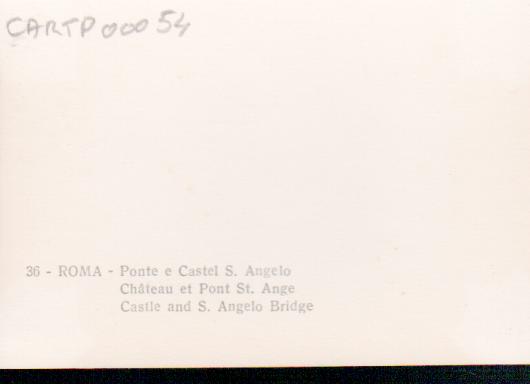 CARTP00054
36 - ROMA - Ponte e Castel S. Angelo
Château et Pont St. Ange
Castle and S. Angelo Bridge